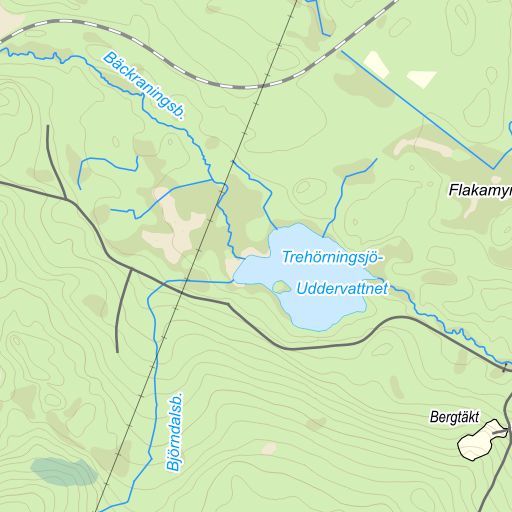 Bäckraningsb.
Flakamyr
Trehörningsjö-
Uddervattnet
Björndalsb.
Bergtäkt